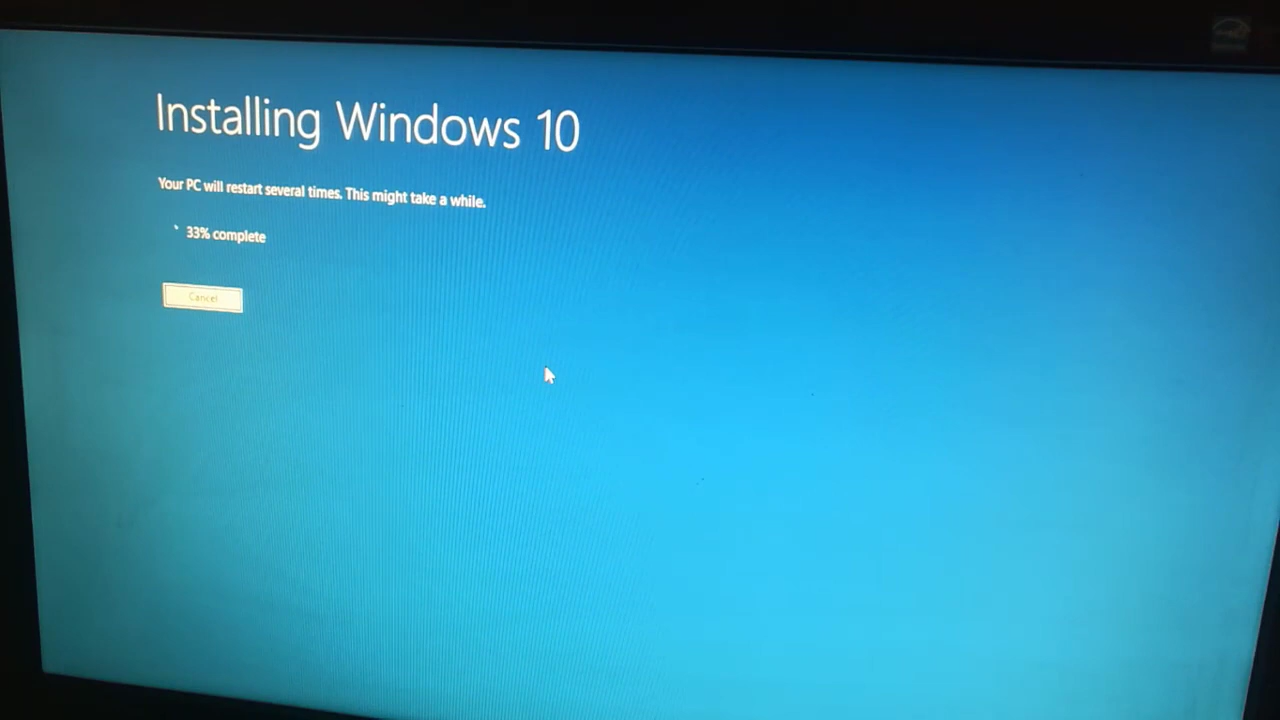 Installing Windows 10
Your PC will restart several times. This might take a while.
33% complete
Cancel